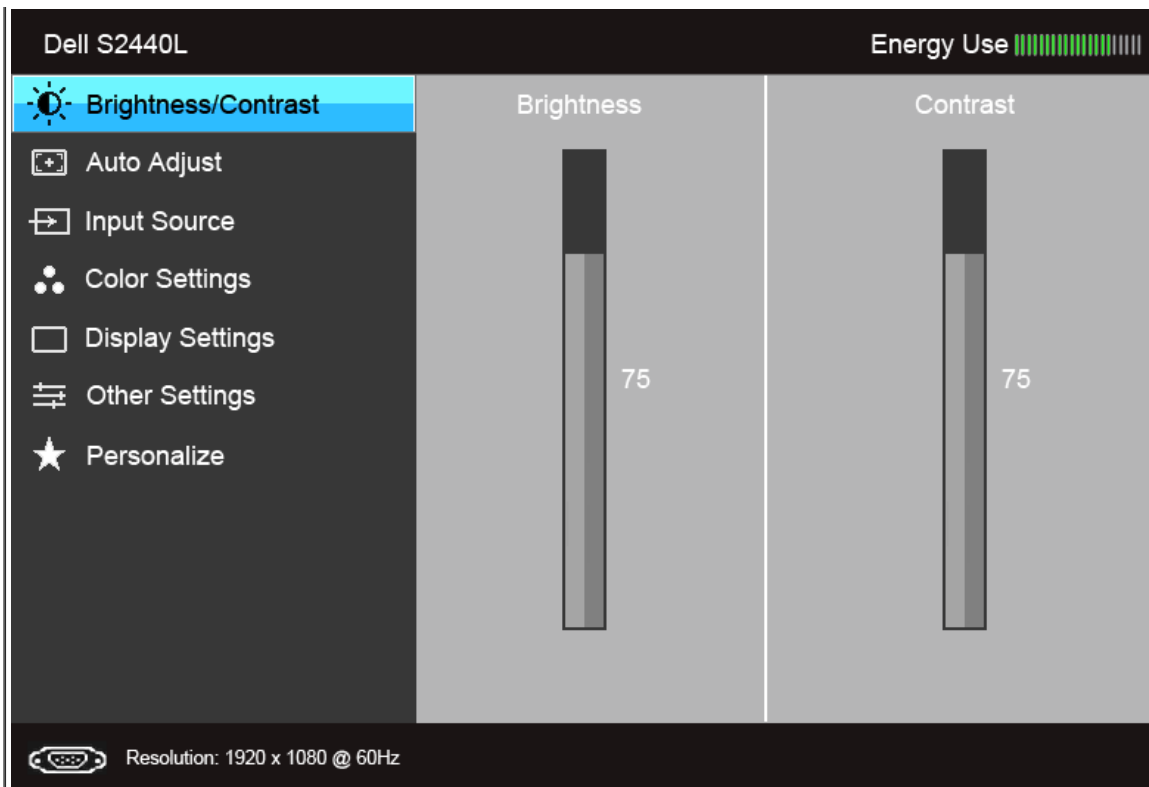 Dell S2440L
Energy Use
Brightness/Contrast
Auto Adjust
Input Source
Color Settings
Display Settings
Other Settings
Personalize
Brightness
75
Contrast
75
Resolution: 1920 x 1080 @ 60Hz